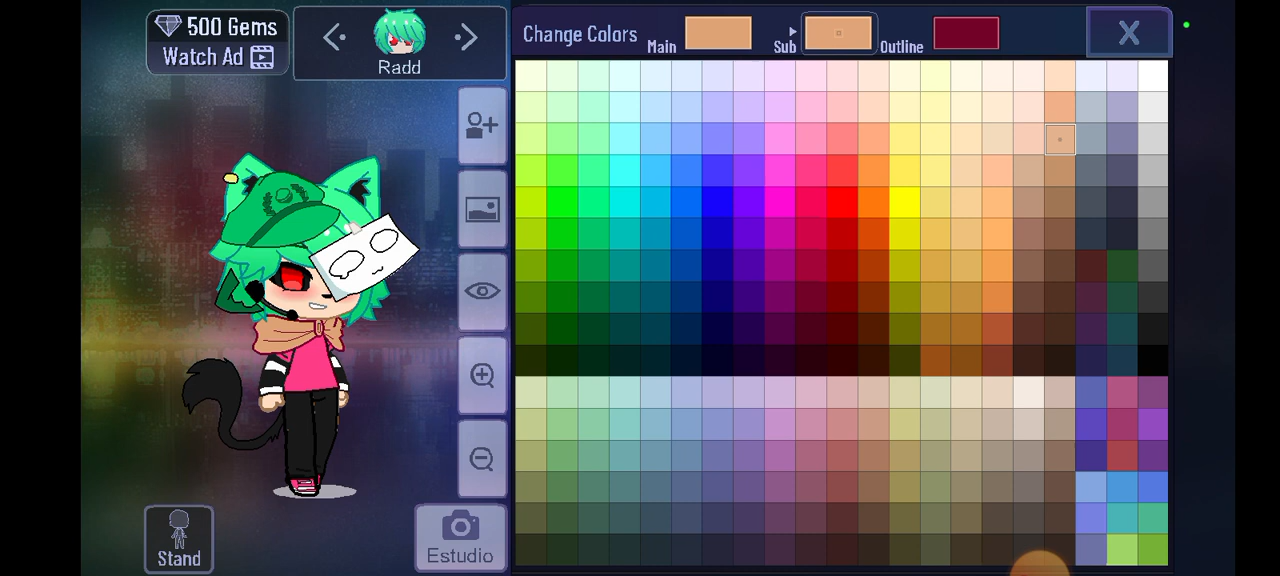 500 Gems
Watch Ad
Radd
Change Colors
Main
Sub
Outline
X
Stand
Estudio